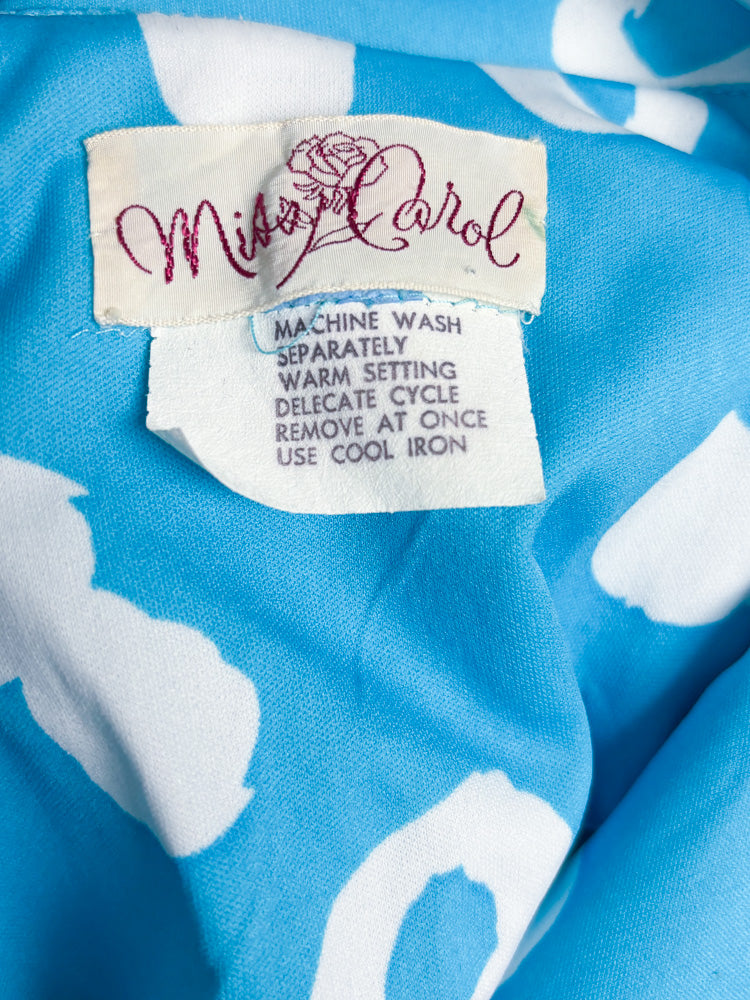 Miss Carol
MACHINE WASH
SEPARATELY
WARM SETTING
DELECATE CYCLE
REMOVE AT ONCE
USE COOL IRON